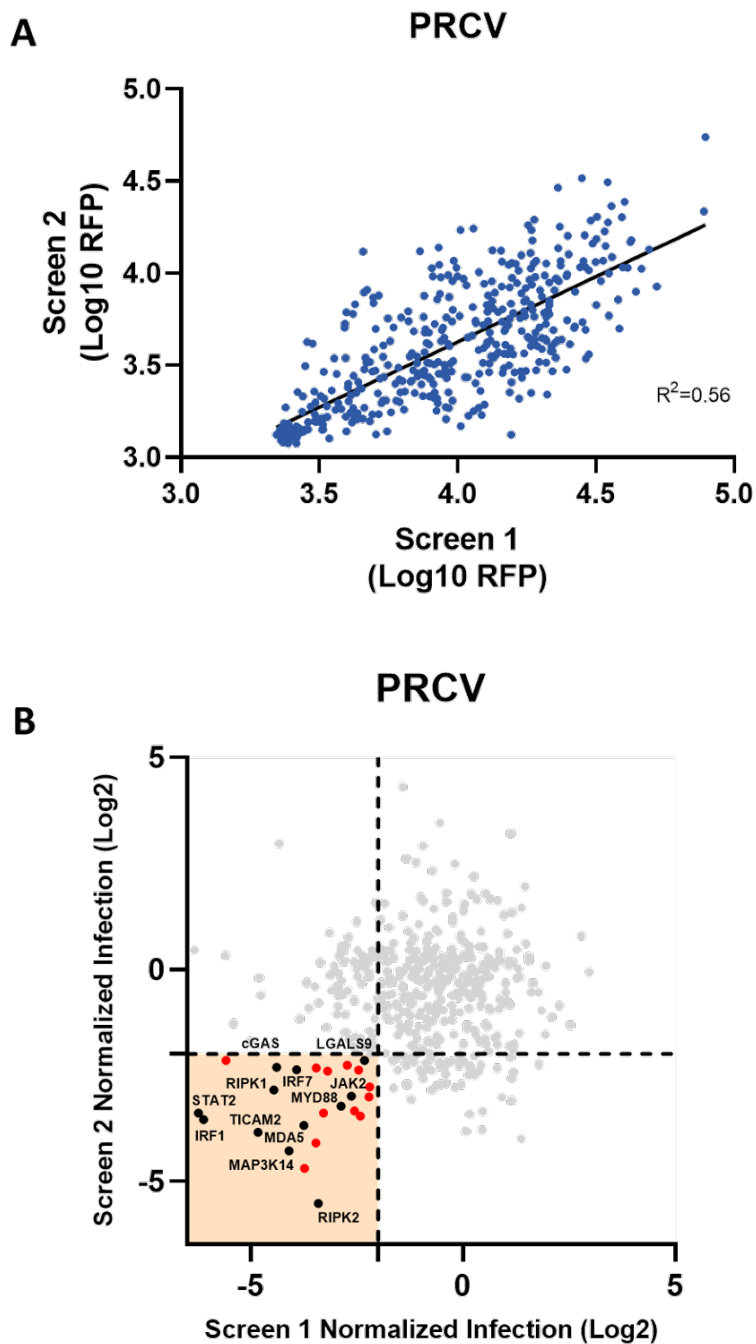 A
PRCV
Screen 2
(Log10 RFP)
5.0
4.5
4.0
3.5
3.0
R²=0.56
3.0 3.5 4.0 4.5 5.0
Screen 1
(Log10 RFP)
PRCV
B
Screen 2 Normalized Infection (Log2)
5
0
-5
cGAS LGALS9
RIPK1 IRF7 JAK2
STAT2 MYD88
IRF1 TICAM2 MDA5
MAP3K14
RIPK2
-5 0 5
Screen 1 Normalized Infection (Log2)